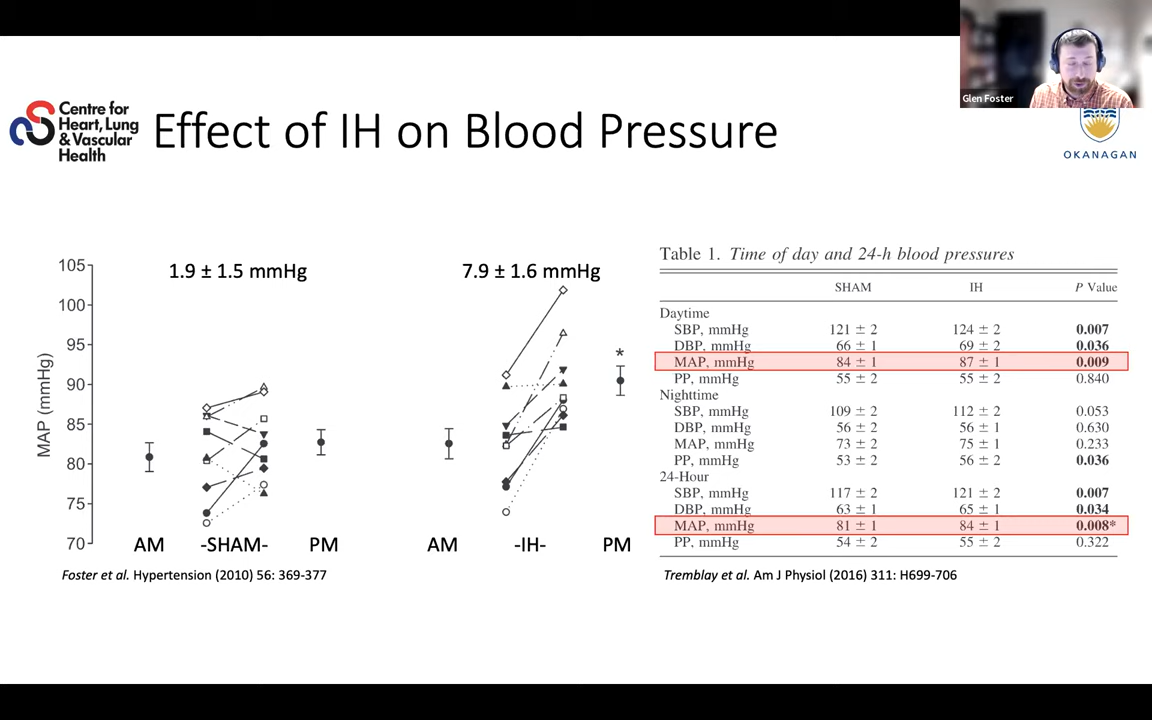 Glen Foster
Centre for
Heart, Lung
& Vascular
Health
Effect of IH on Blood Pressure
OKANAGAN
1.9 ± 1.5 mmHg
7.9 ± 1.6 mmHg
MAP (mmHg)
105
100
95
90
85
80
75
70
*
AM -SHAM- PM AM -IH- PM
Foster et al. Hypertension (2010) 56: 369-377
Table 1. Time of day and 24-h blood pressures
SHAM IH P Value
Daytime
SBP, mmHg 121 ± 2 124 ± 2 0.007
DBP, mmHg 66 ± 1 69 ± 2 0.036
MAP, mmHg 84 ± 1 87 ± 1 0.009
PP, mmHg 55 ± 2 55 ± 2 0.840
Nighttime
SBP, mmHg 109 ± 2 112 ± 2 0.053
DBP, mmHg 56 ± 2 56 ± 1 0.630
MAP, mmHg 73 ± 2 75 ± 1 0.233
PP, mmHg 53 ± 2 56 ± 2 0.036
24-Hour
SBP, mmHg 117 ± 2 121 ± 2 0.007
DBP, mmHg 63 ± 1 65 ± 1 0.034
MAP, mmHg 81 ± 1 84 ± 1 0.008*
PP, mmHg 54 ± 2 55 ± 2 0.322
Tremblay et al. Am J Physiol (2016) 311: H699-706